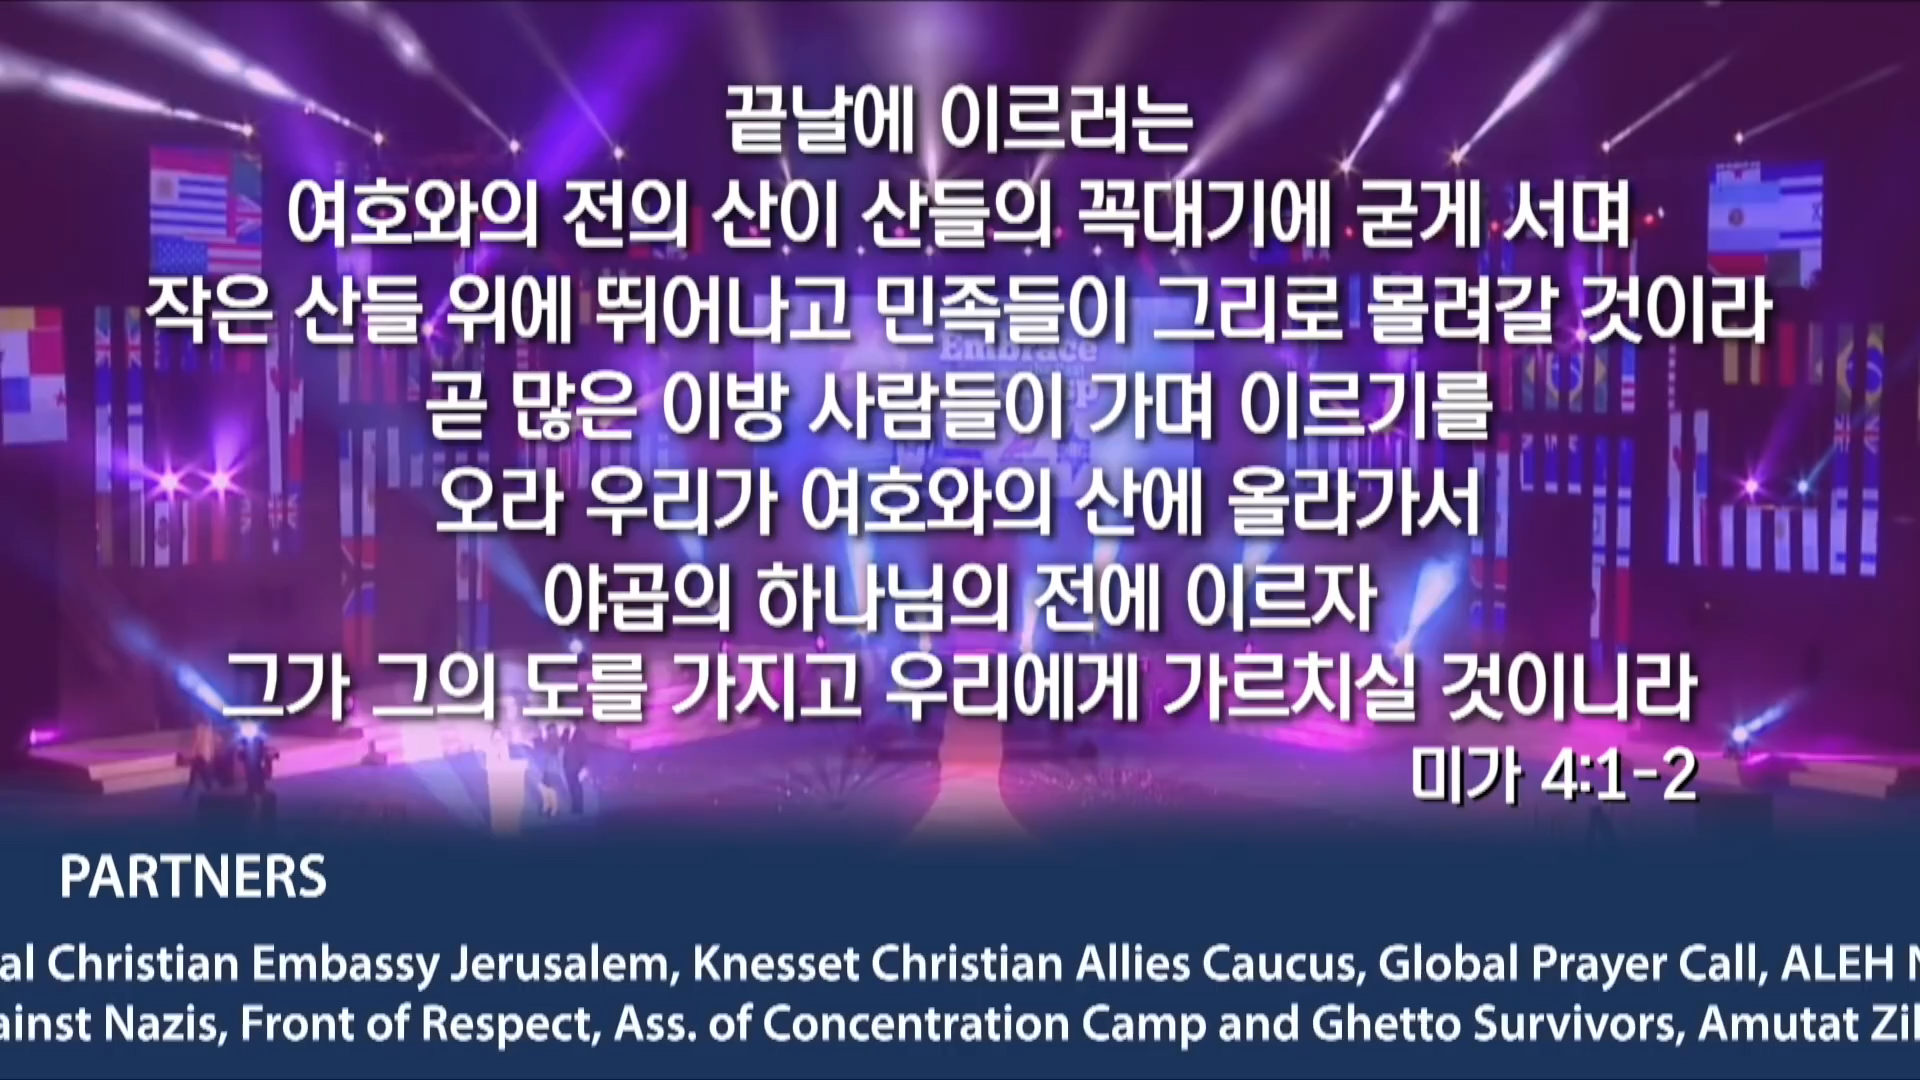 끝날에 이르러는
여호와의 전의 산이 산들의 꼭대기에 굳게 서며
작은 산들 위에 뛰어나고 민족들이 그리로 몰려갈 것이라
Embrace
곧 많은 이방 사람들이 가며 이르기를
오라 우리가 여호와의 산에 올라가서
야곱의 하나님의 전에 이르자
그가 그의 도를 가지고 우리에게 가르치실 것이니라
미가 4:1-2
PARTNERS
al Christian Embassy Jerusalem, Knesset Christian Allies Caucus, Global Prayer Call, ALEH N
ainst Nazis, Front of Respect, Ass. of Concentration Camp and Ghetto Survivors, Amutat Zil